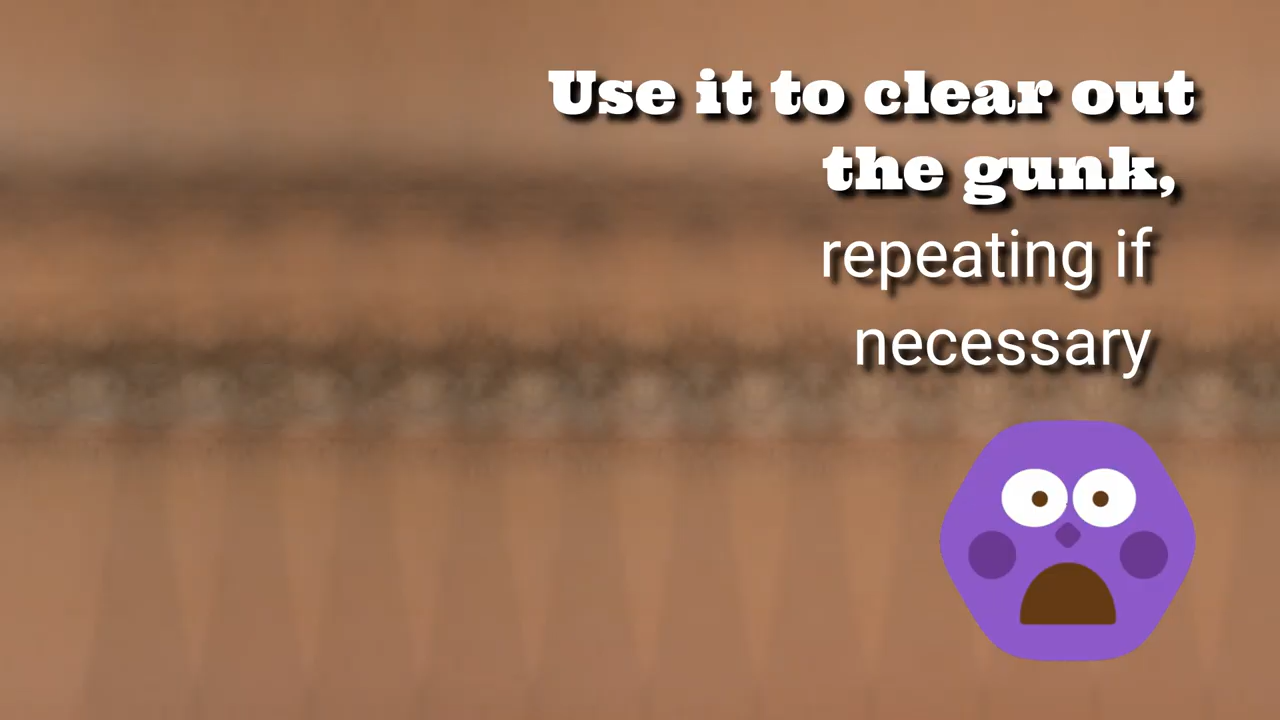 Use it to clear out
the gunk,
repeating if
necessary